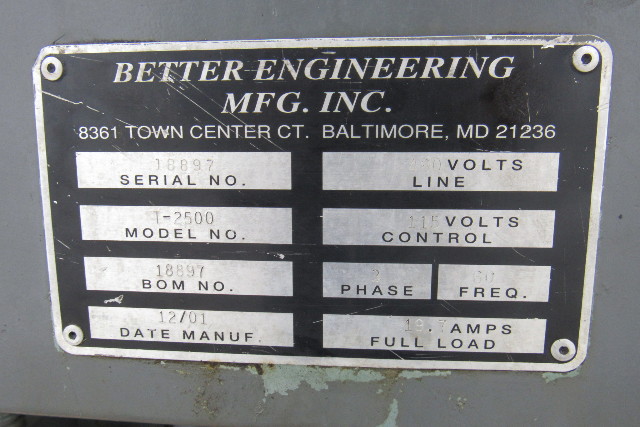 BETTER ENGINEERING
MFG. INC.
8361 TOWN CENTER CT. BALTIMORE, MD 21236
18897
SERIAL NO.
VOLTS
LINE
T-2500
MODEL NO.
115 VOLTS
CONTROL
18897
BOM NO.
PHASE
FREQ.
12/01
DATE MANUF.
AMPS
FULL LOAD